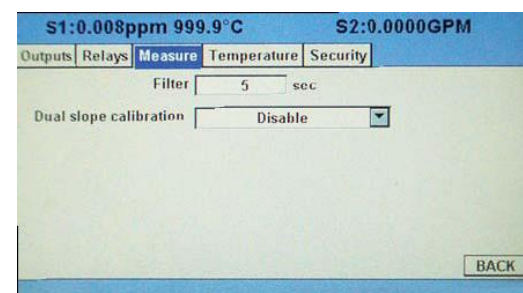 S1:0.008ppm 999.9°C S2:0.0000GPM
Outputs Relays Measure Temperature Security
Filter 5 sec
Dual slope calibration Disable
BACK